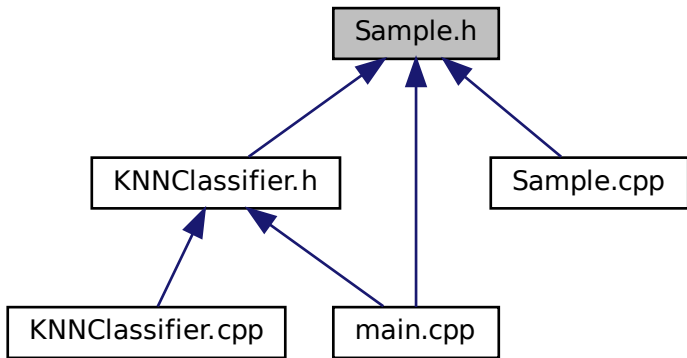 Sample.h
KNNClassifier.h
Sample.cpp
KNNClassifier.cpp
main.cpp